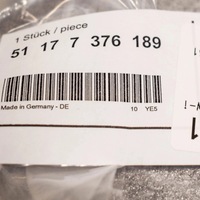 1 Stück / piece
51 17 7 376 189
Made in Germany - DE 10 YE5